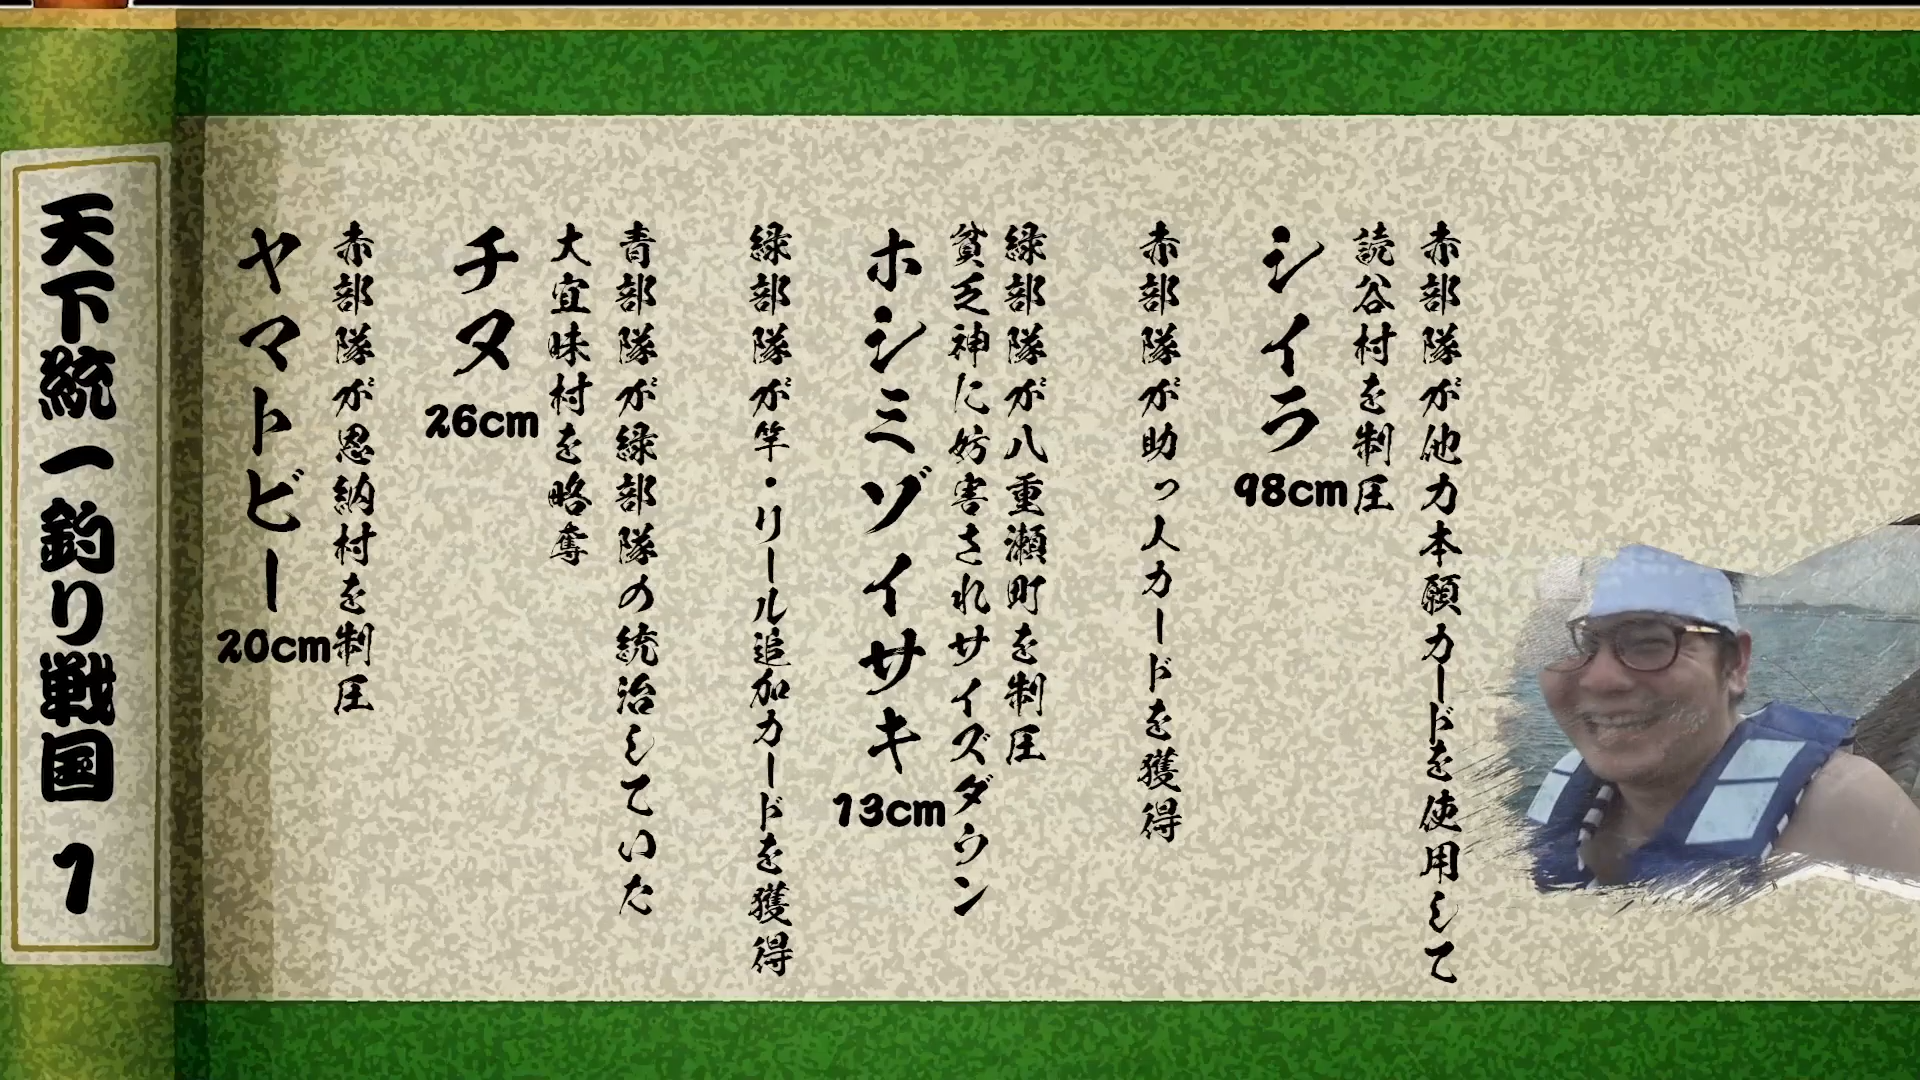 赤部隊が他力本願カードを使用して
読谷村を制圧
シイラ
98cm
赤部隊が助っ人カードを獲得
緑部隊が八重瀬町を制圧
貧乏神に妨害されサイズダウン
ホシミゾイサキ
13cm
緑部隊が竿・リール追加カードを獲得
青部隊が緑部隊の統治していた
大宜味村を略奪
チヌ
26cm
赤部隊が恩納村を制圧
ヤマトビー
20cm
天下統一釣り戦国 1